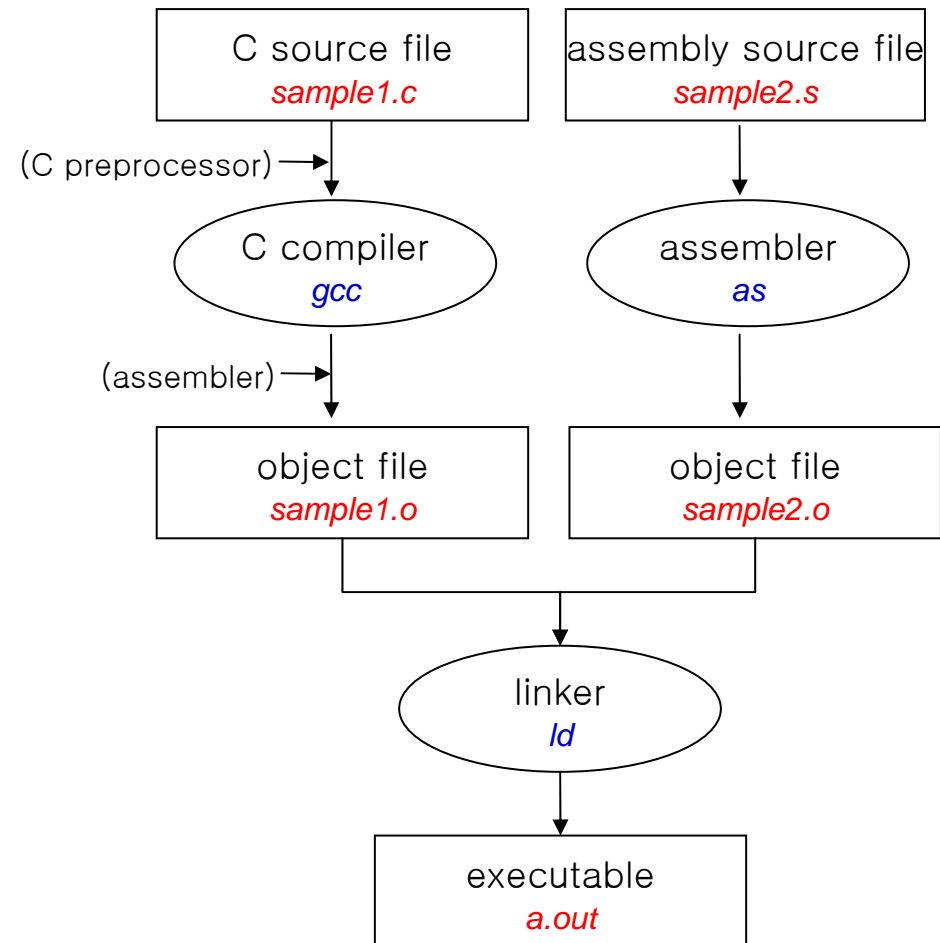 C source file
sample1.c
assembly source file
sample2.s
(C preprocessor)
C compiler
gcc
assembler
as
(assembler)
object file
sample1.o
object file
sample2.o
linker
ld
executable
a.out